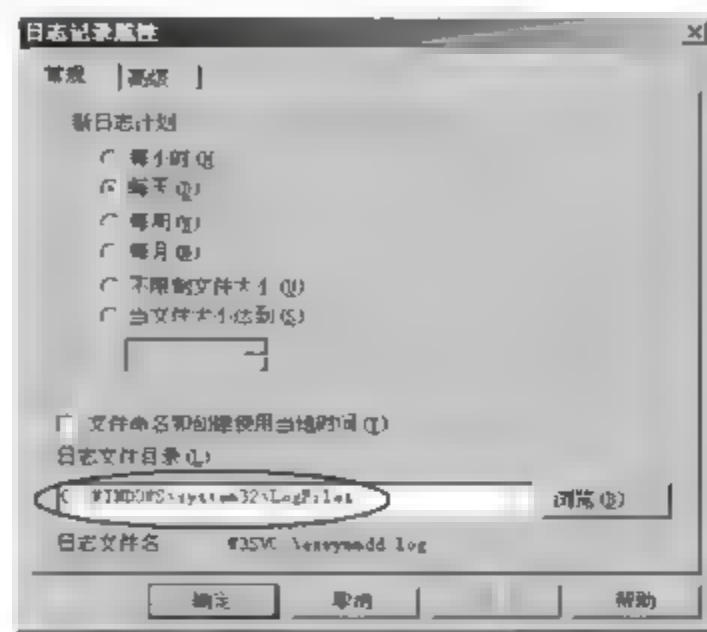 日志记录属性
常规 高级
新日志计划
每小时(H)
每天(D)
每周(W)
每月(M)
不限制文件大小(U)
当文件大小达到(S)
文件命名和创建使用当地时间(T)
日志文件目录(L)
C WINDOWS\system32\LogFiles
浏览(B)
日志文件名 W3SVC \exyymmdd log
确定 取消 帮助